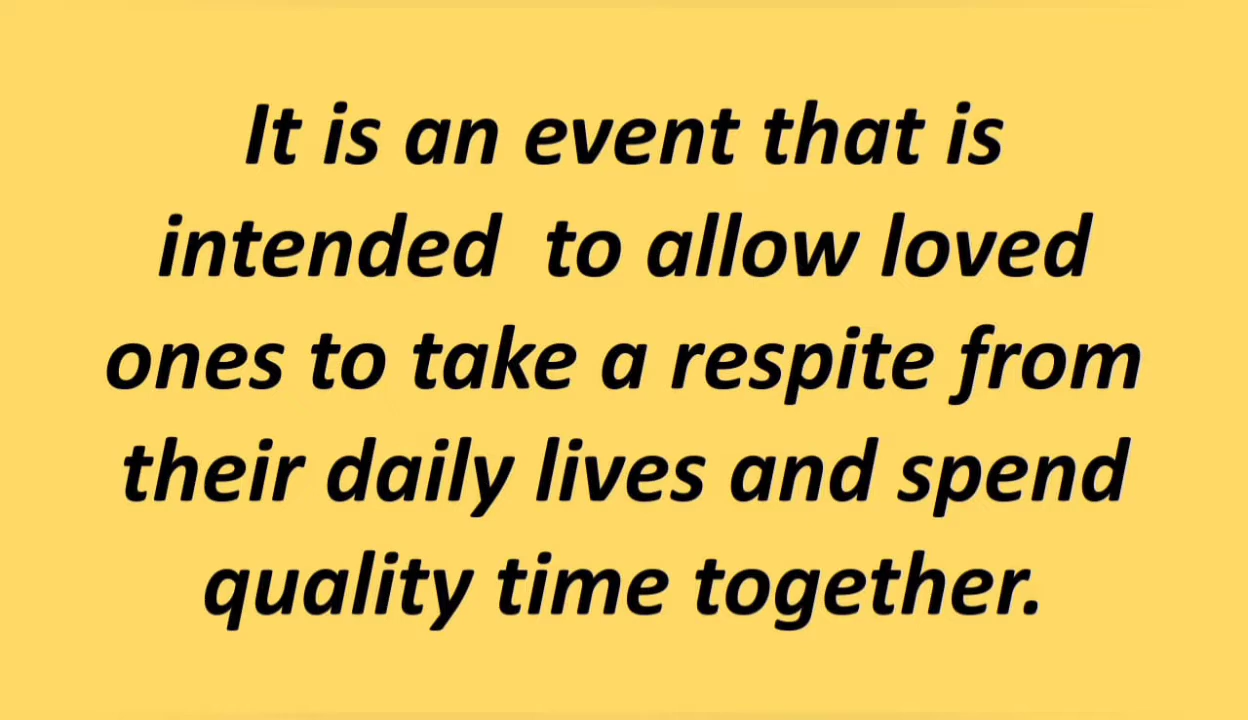 It is an event that is
intended  to allow loved
ones to take a respite from
their daily lives and spend
quality time together.